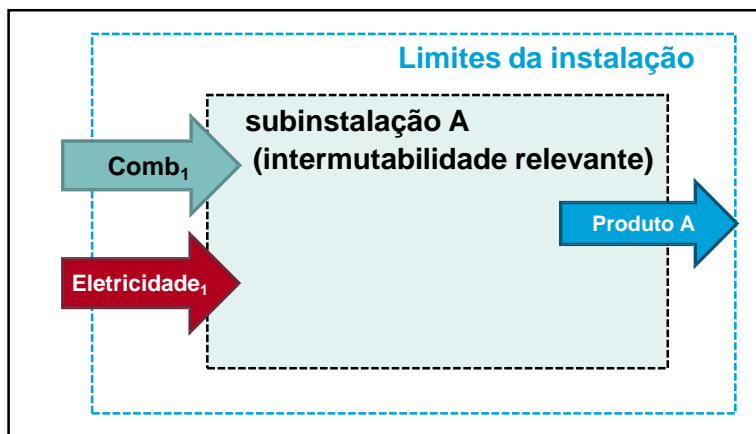 Limites da instalação
subinstalação A
(intermutabilidade relevante)
Comb₁
Produto A
Eletricidade₁